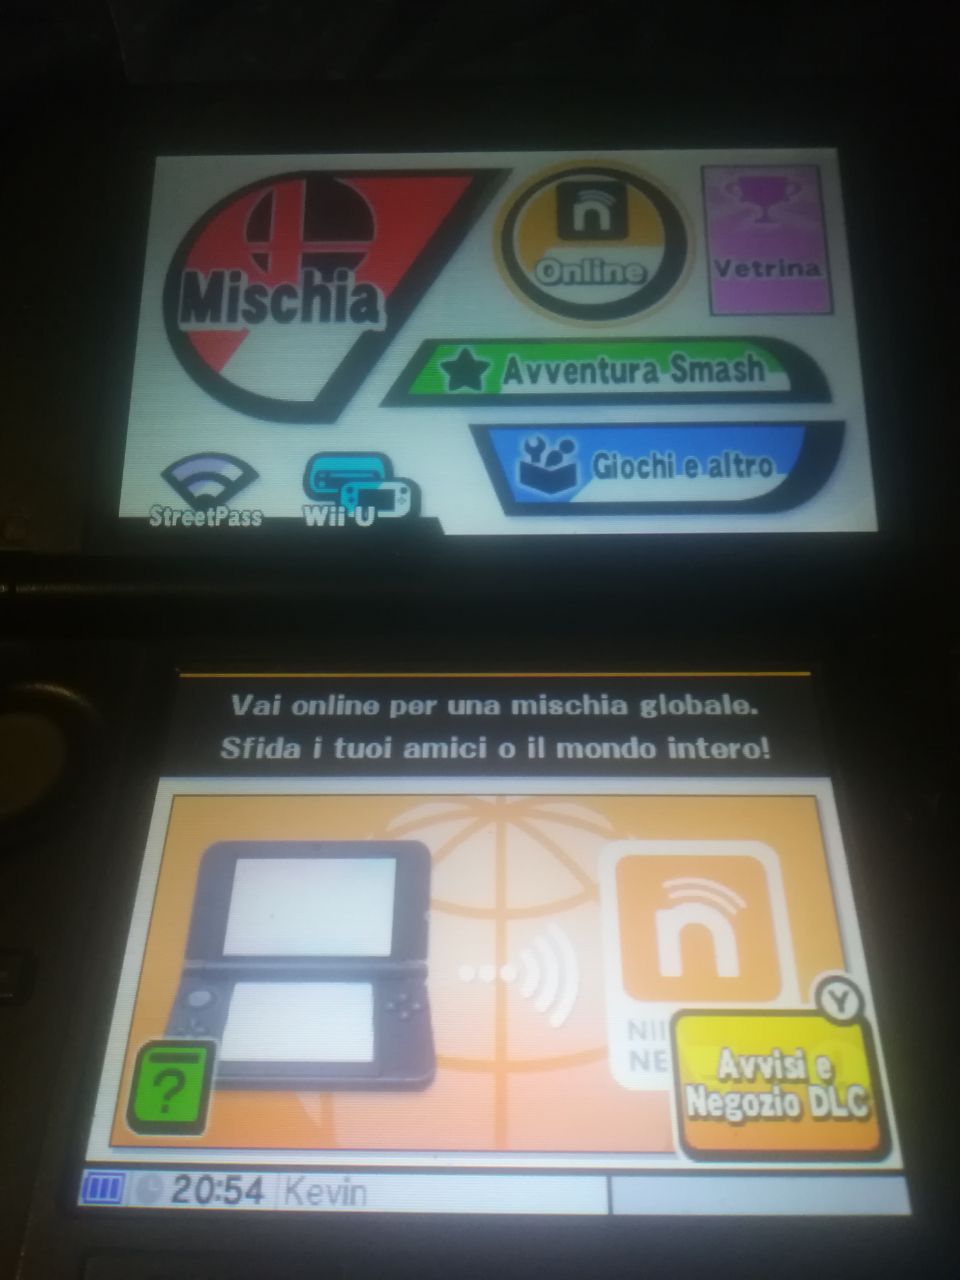 Mischia
Online
Vetrina
Avventura Smash
Giochi e altro
StreetPass
Wii U
Vai online per una mischia globale.
Sfida i tuoi amici o il mondo intero!
n
NE
Y
Avvisi e
Negozio DLC
?
20:54
Kevin